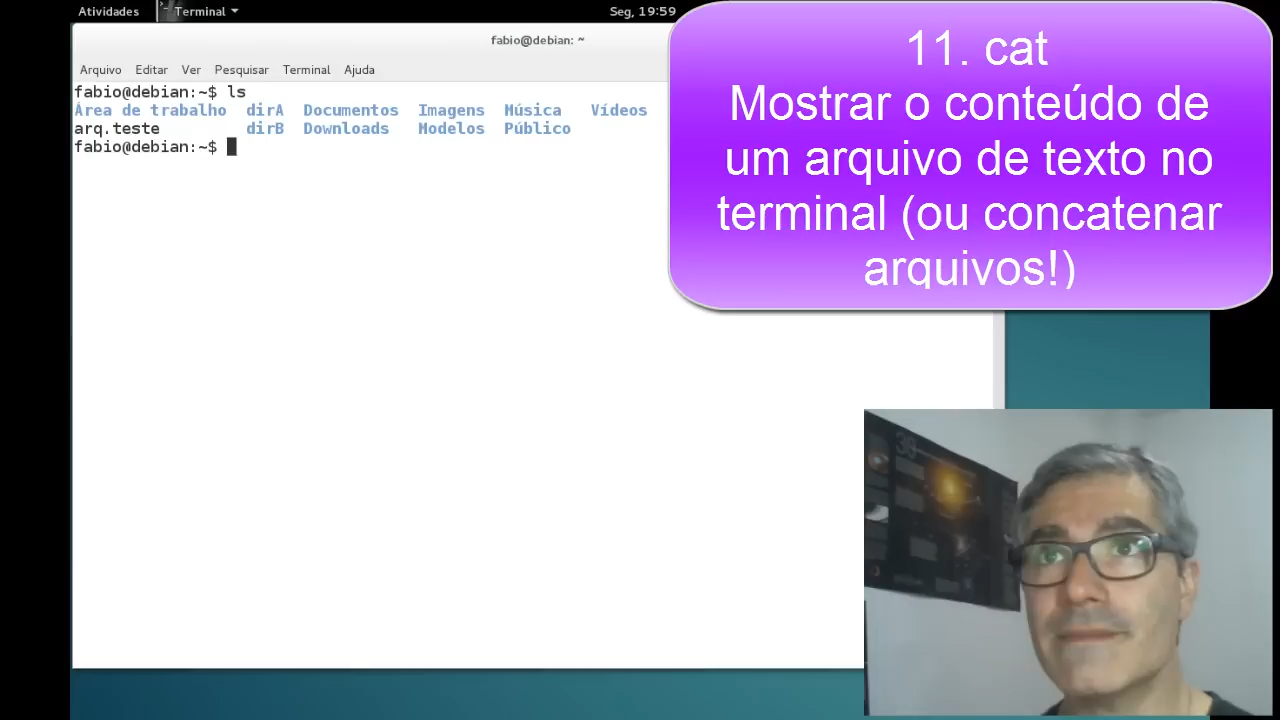 Atividades
Terminal
Seg, 19:59
fabio@debian: ~
Arquivo Editar Ver Pesquisar Terminal Ajuda
fabio@debian:~$ ls
Área de trabalho dirA Documentos Imagens Música Vídeos
arq.teste dirB Downloads Modelos Público
fabio@debian:~$
11. cat
Mostrar o conteúdo de
um arquivo de texto no
terminal (ou concatenar
arquivos!)